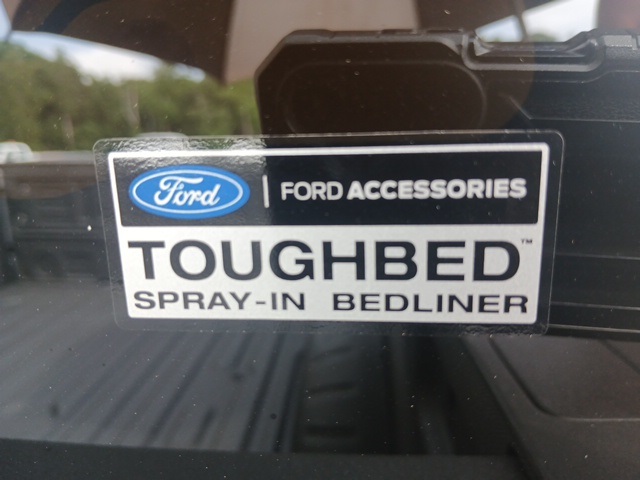 Ford | FORD ACCESSORIES
TOUGHBED™
SPRAY-IN BEDLINER